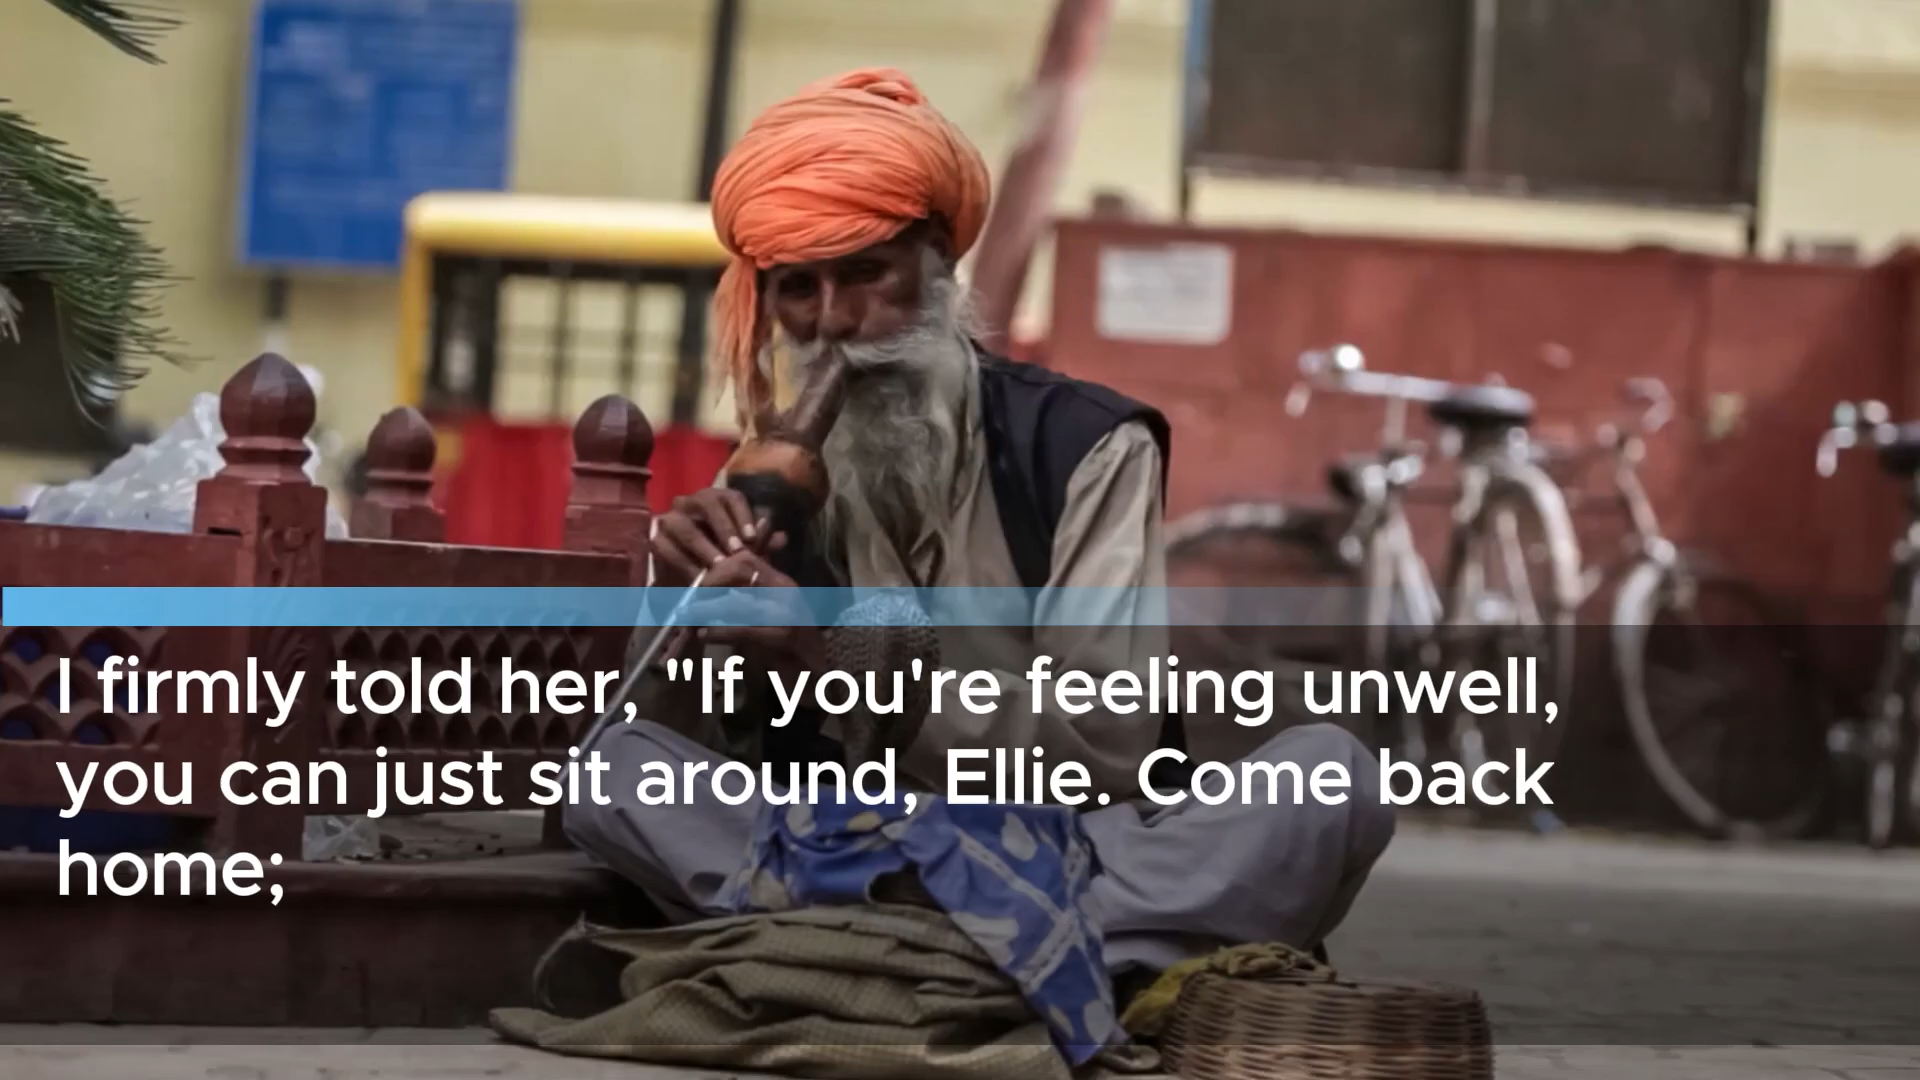 I firmly told her, "If you're feeling unwell,
you can just sit around, Ellie. Come back
home;